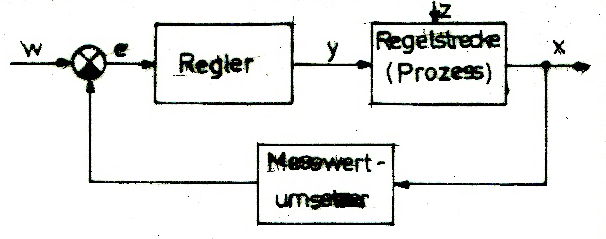 z
w
e
Regler
y
Regelstrecke
(Prozess)
x
Messwert-
umsetzer